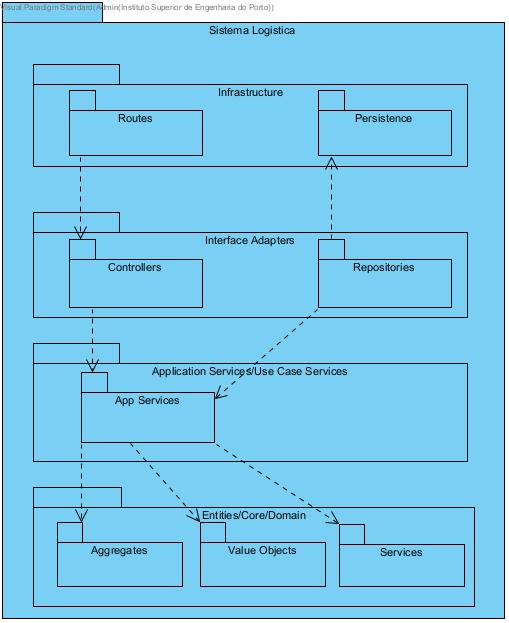 Visual Paradigm Standard(Admin(Instituto Superior de Engenharia do Porto))
Sistema Logistica
Infrastructure
Routes
Persistence
Interface Adapters
Controllers
Repositories
Application Services/Use Case Services
App Services
Entities/Core/Domain
Aggregates
Value Objects
Services